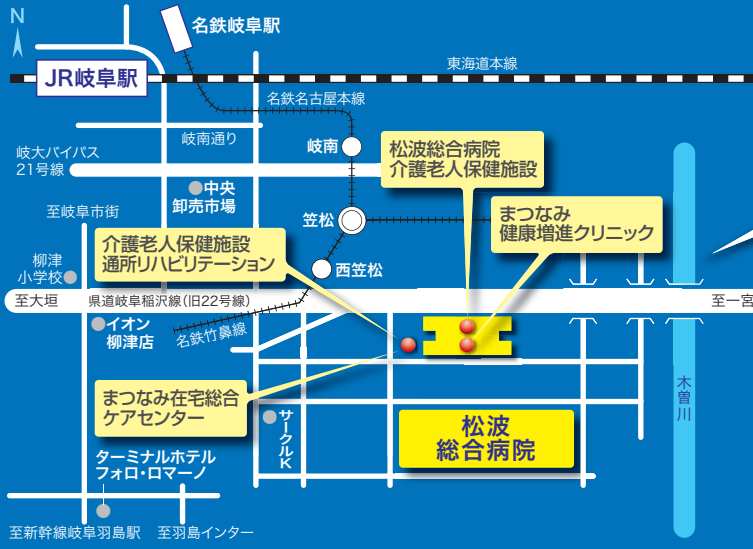 N
名鉄岐阜駅
JR岐阜駅
東海道本線
名鉄名古屋本線
岐南通り
岐南
岐大バイパス
21号線
中央
卸売市場
松波総合病院
介護老人保健施設
至岐阜市街
笠松
まつなみ
健康増進クリニック
介護老人保健施設
通所リハビリテーション
柳津
小学校
西笠松
至大垣
県道岐阜稲沢線(旧22号線)
至一宮
イオン
柳津店
名鉄竹鼻線
まつなみ在宅総合
ケアセンター
木曽川
サークルK
松波
総合病院
ターミナルホテル
フォロ・ロマーノ
至新幹線岐阜羽島駅
至羽島インター